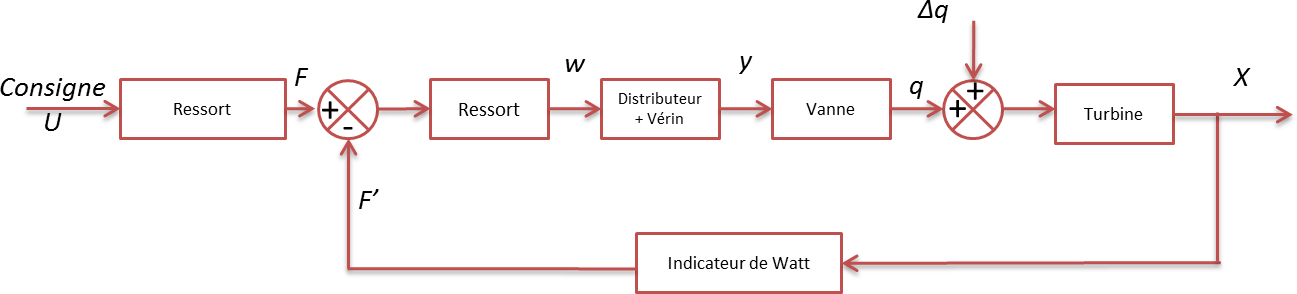 Δq
Consigne
U
Ressort
F
+
-
Ressort
w
Distributeur
+ Vérin
y
Vanne
q
+
+
Turbine
X
F’
Indicateur de Watt